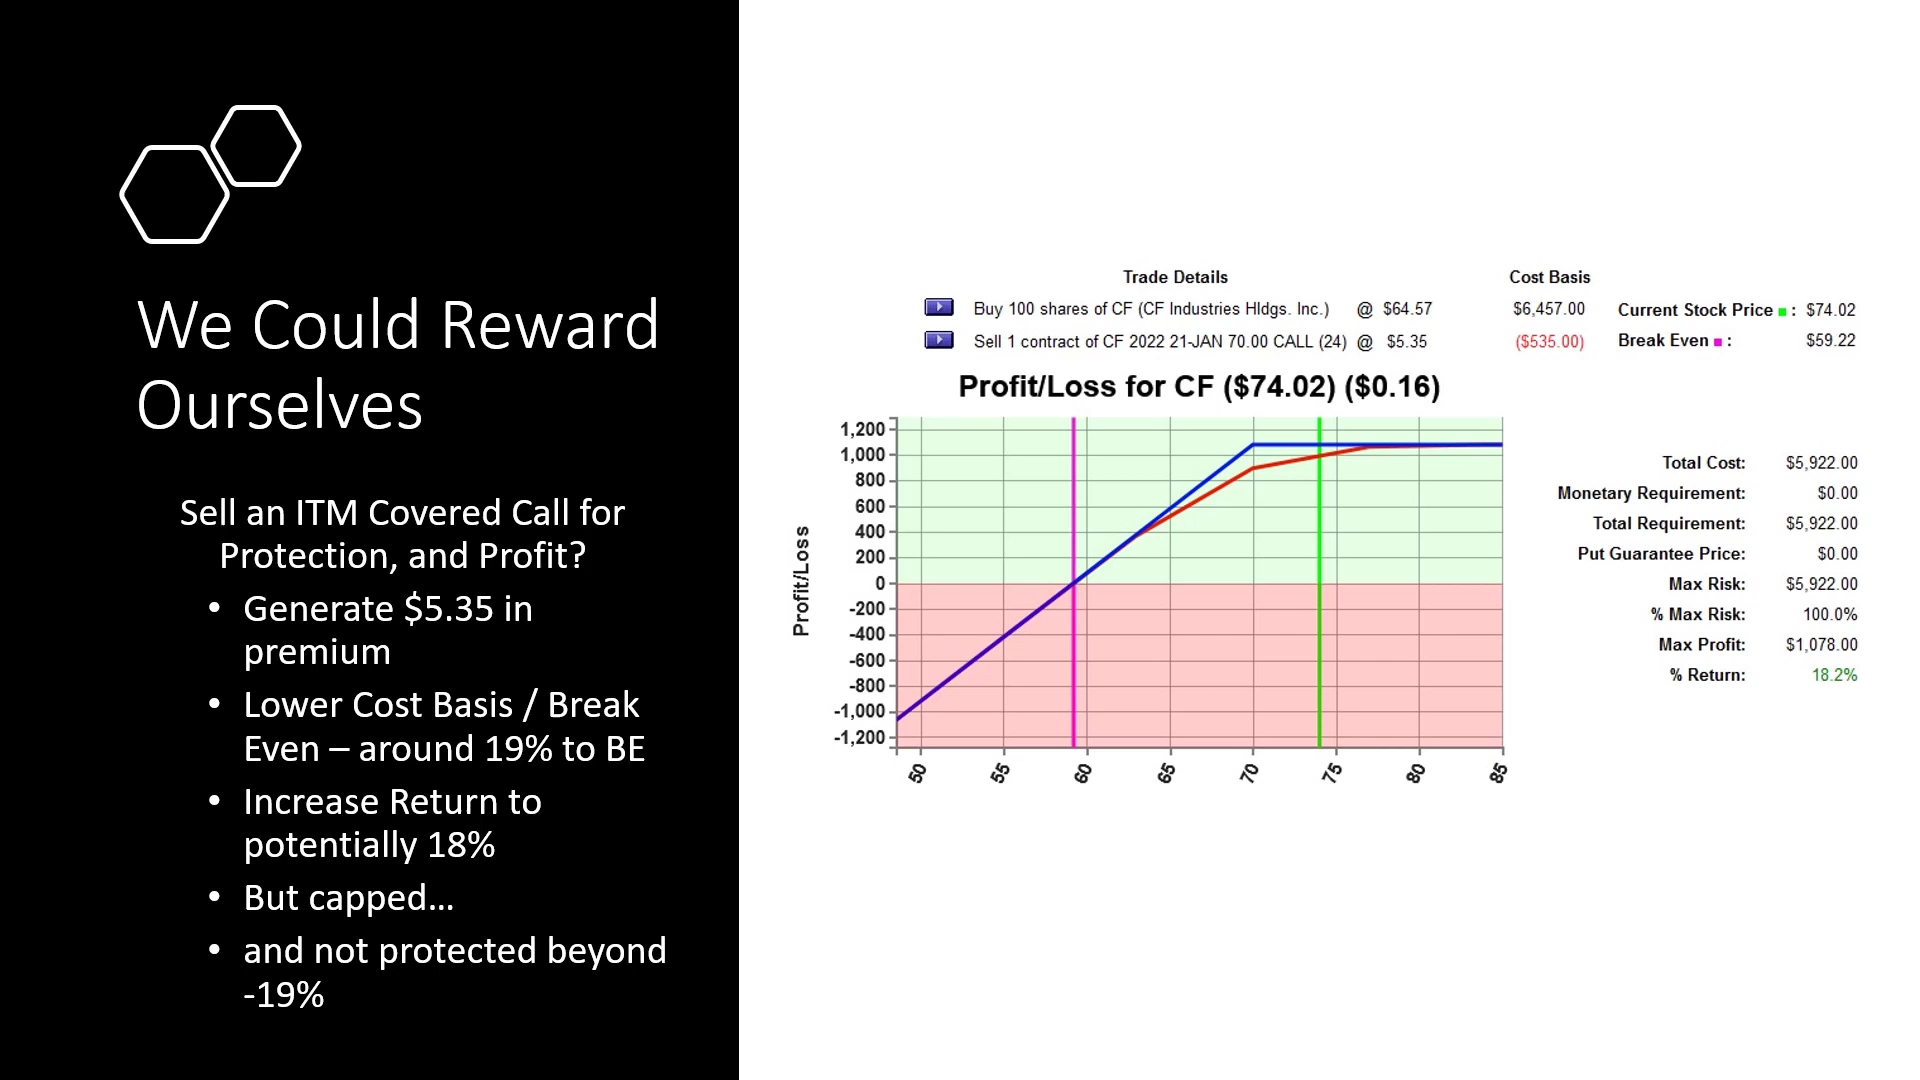 We Could Reward
Ourselves
Sell an ITM Covered Call for
Protection, and Profit?
• Generate $5.35 in
premium
• Lower Cost Basis / Break
Even – around 19% to BE
• Increase Return to
potentially 18%
• But capped…
• and not protected beyond
-19%
Trade Details Cost Basis
Buy 100 shares of CF (CF Industries Hldgs. Inc.) @ $64.57 $6,457.00 Current Stock Price : $74.02
Sell 1 contract of CF 2022 21-JAN 70.00 CALL (24) @ $5.35 ($535.00) Break Even : $59.22
Profit/Loss for CF ($74.02) ($0.16)
Profit/Loss
1,200
1,000
800
600
400
200
0
-200
-400
-600
-800
-1,000
-1,200
50 55 60 65 70 75 80 85
Total Cost: $5,922.00
Monetary Requirement: $0.00
Total Requirement: $5,922.00
Put Guarantee Price: $0.00
Max Risk: $5,922.00
% Max Risk: 100.0%
Max Profit: $1,078.00
% Return: 18.2%